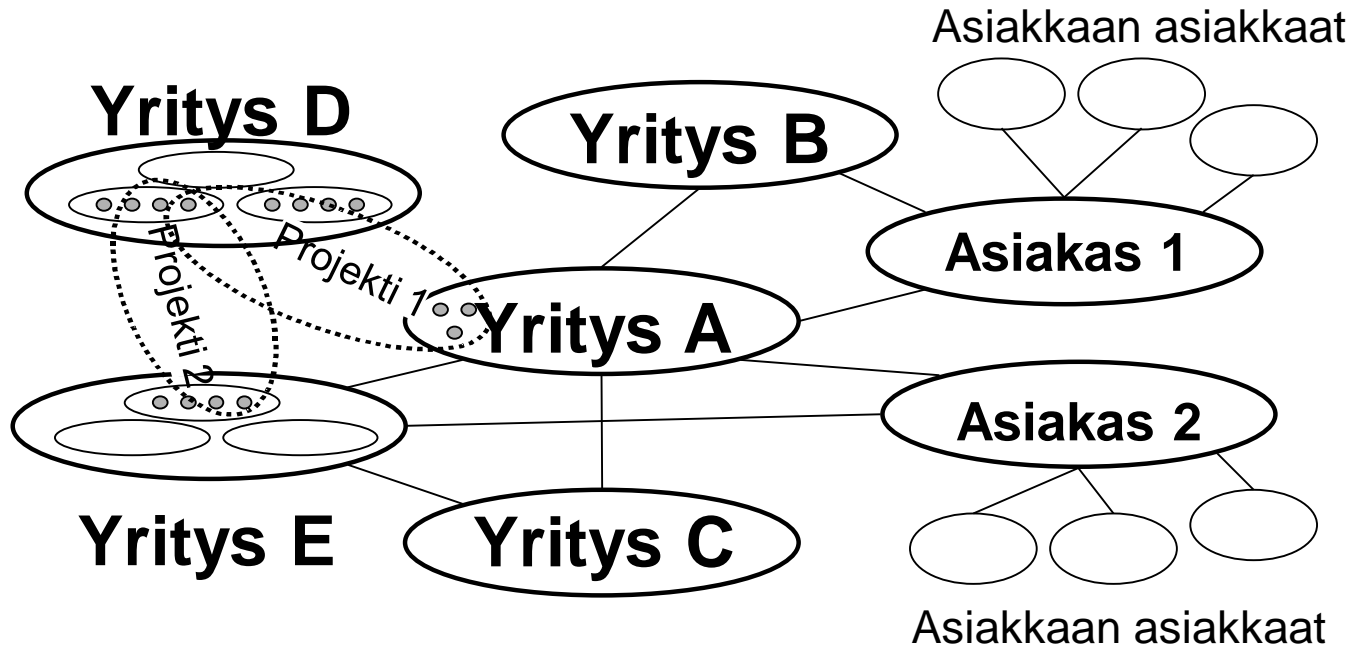 Asiakkaan asiakkaat
Yritys D
Yritys B
Asiakas 1
Projekti 1
Projekti 2
Yritys A
Asiakas 2
Yritys E
Yritys C
Asiakkaan asiakkaat